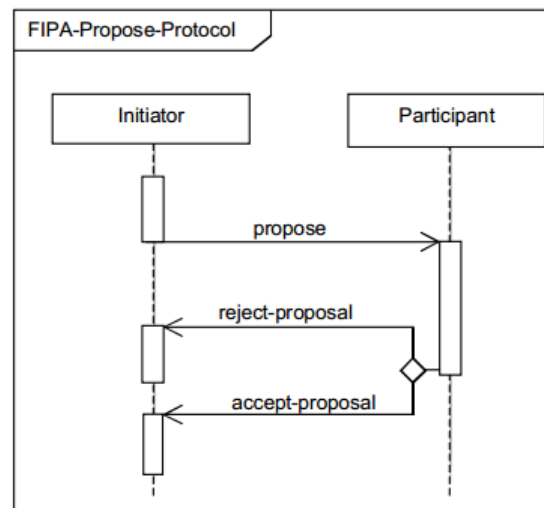 FIPA-Propose-Protocol
Initiator
Participant
propose
reject-proposal
accept-proposal